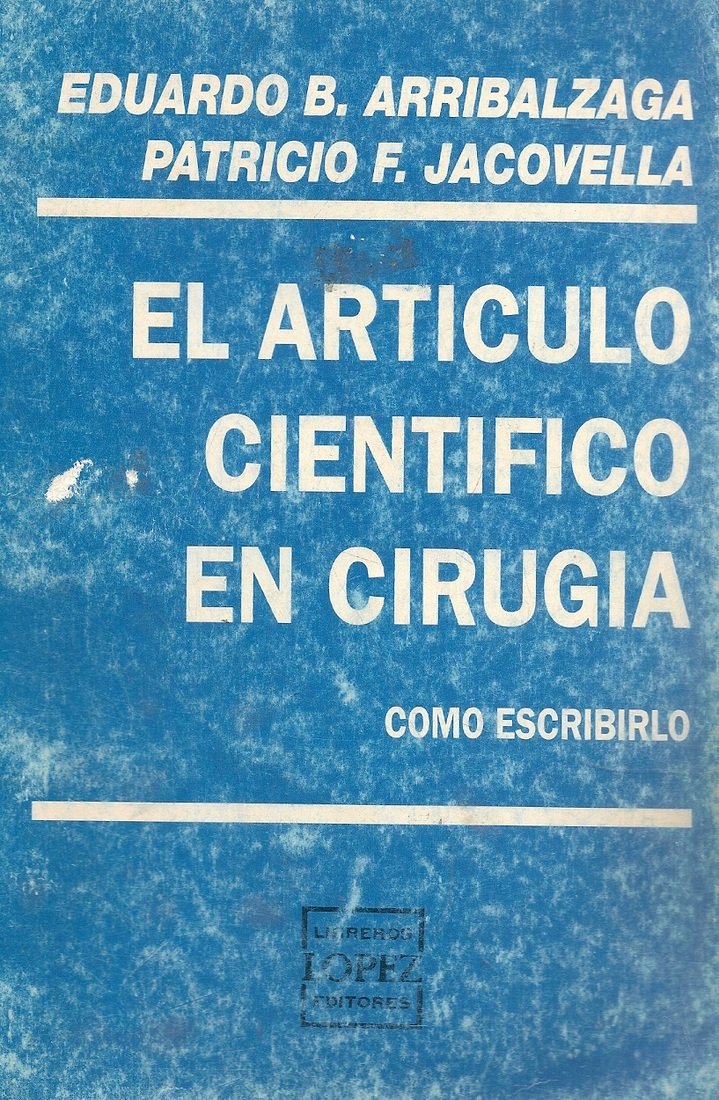 EDUARDO B. ARRIBALZAGA
PATRICIO F. JACOVELLA
EL ARTICULO
CIENTIFICO
EN CIRUGIA
COMO ESCRIBIRLO
LIBREROS
LOPEZ
EDITORES